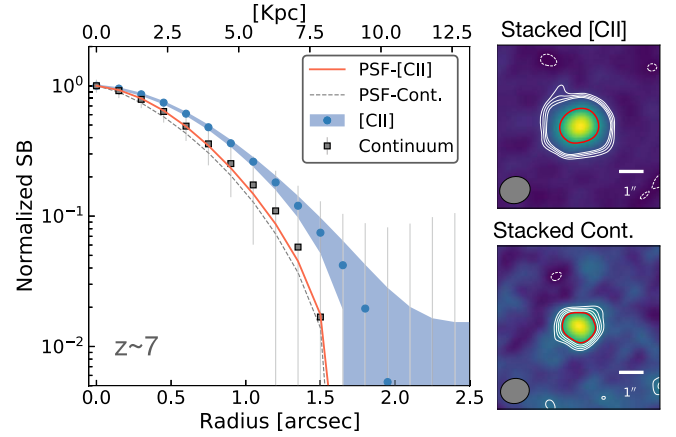 [Kpc]
0.0 2.5 5.0 7.5 10.0 12.5
Normalized SB
10⁰
10⁻¹
10⁻²
PSF-[CII]
PSF-Cont.
[CII]
Continuum
z~7
0.0 0.5 1.0 1.5 2.0 2.5
Radius [arcsec]
Stacked [CII]
1″
Stacked Cont.
1″